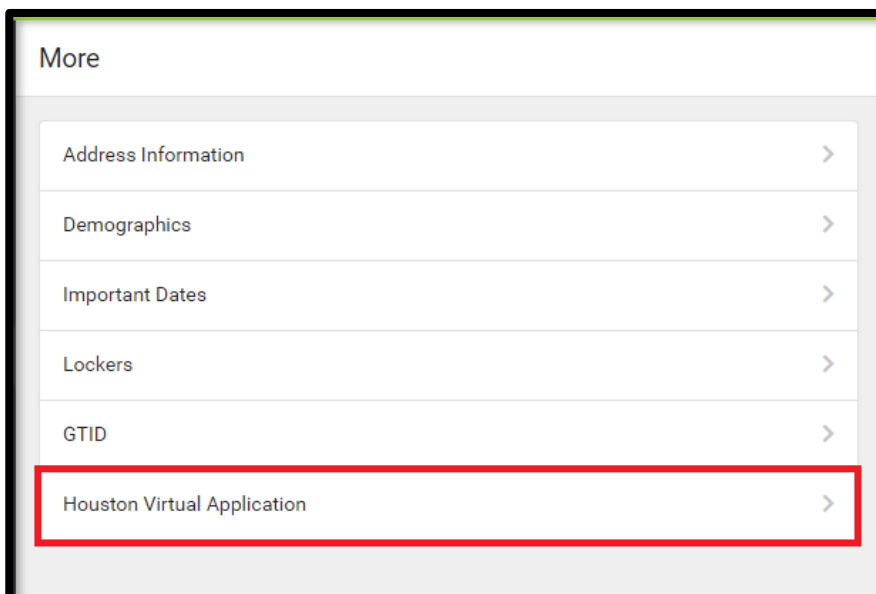 More
Address Information
Demographics
Important Dates
Lockers
GTID
Houston Virtual Application